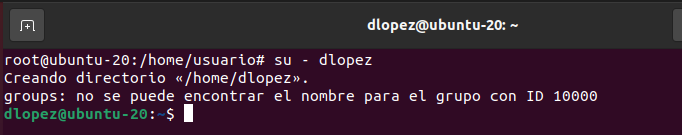 dlopez@ubuntu-20: ~
root@ubuntu-20:/home/usuario# su - dlopez
Creando directorio «/home/dlopez».
groups: no se puede encontrar el nombre para el grupo con ID 10000
dlopez@ubuntu-20:~$